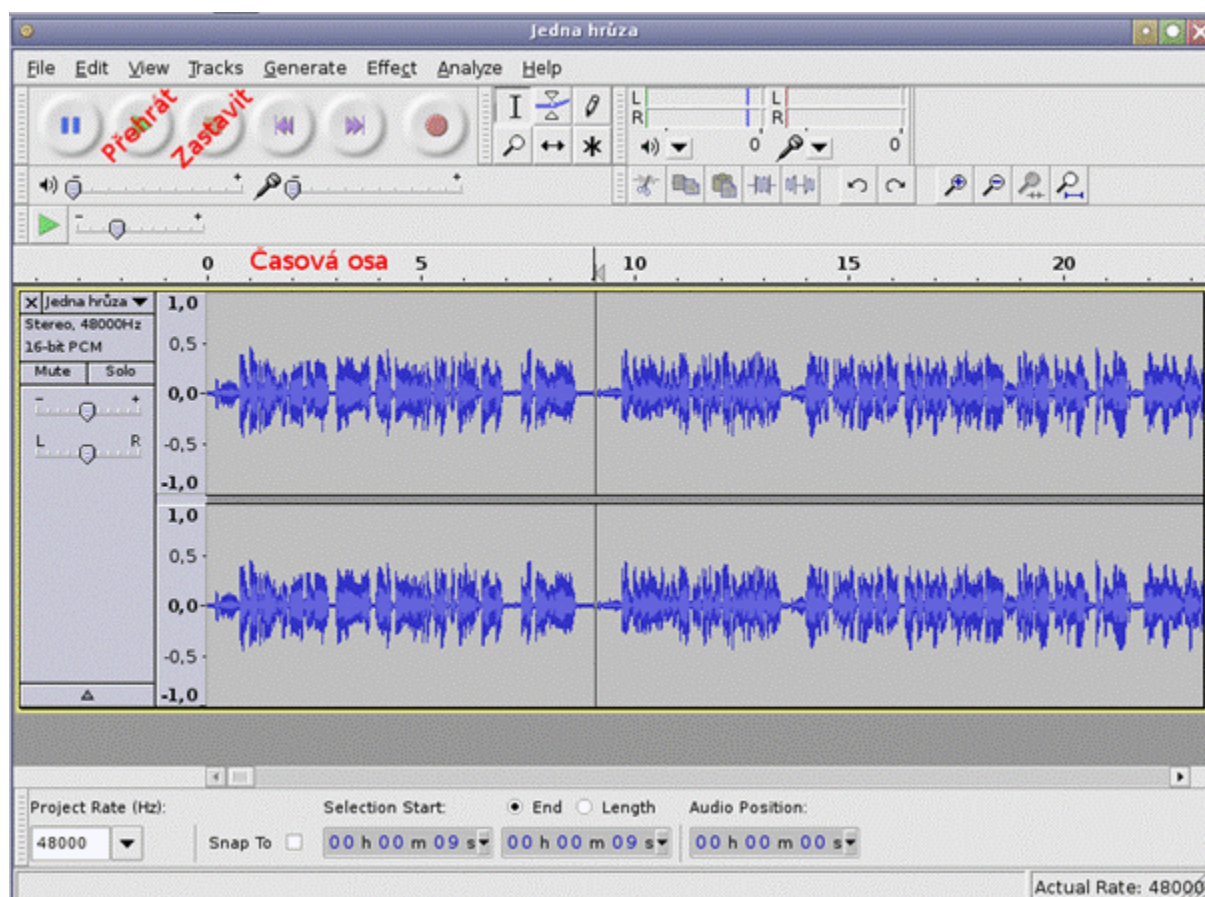 Jedna hrůza
File Edit View Tracks Generate Effect Analyze Help
Přehrát
Zastavit
L L
R R
0 0
- +
Časová osa
0 5 10 15 20
Jedna hrůza
Stereo, 48000Hz
16-bit PCM
Mute Solo
- +
L R
1,0
0,5
0,0
-0,5
-1,0
1,0
0,5
0,0
-0,5
-1,0
Project Rate (Hz): Selection Start: End Length Audio Position:
48000 Snap To 00 h 00 m 09 s 00 h 00 m 09 s 00 h 00 m 00 s
Actual Rate: 48000